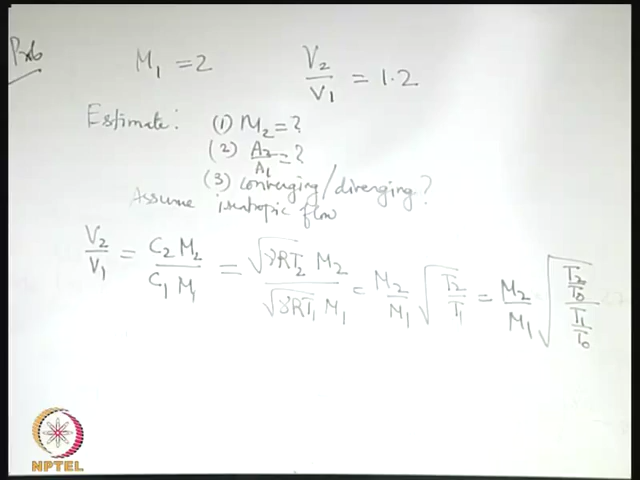 Prob
M₁ = 2    V₂/V₁ = 1.2
Estimate: (1) M₂ = ?
(2) A₂/A₁ = ?
(3) converging/diverging?
Assume isentropic flow
V₂/V₁ = C₂ M₂/C₁ M₁ = √γRT₂ M₂/√γRT₁ M₁ = M₂/M₁ √(T₂/T₁) = M₂/M₁ √((T₂/T₀)/(T₁/T₀))
NPTEL